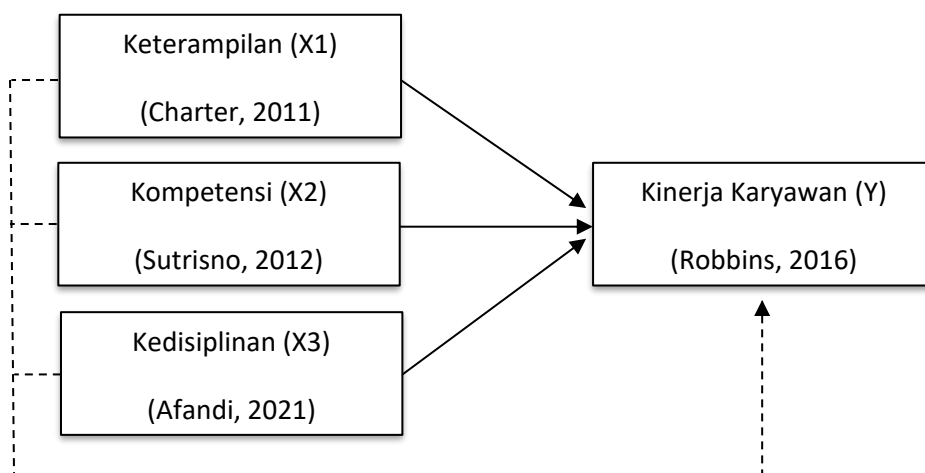 Keterampilan (X1)
(Charter, 2011)
Kompetensi (X2)
(Sutrisno, 2012)
Kedisiplinan (X3)
(Afandi, 2021)
Kinerja Karyawan (Y)
(Robbins, 2016)